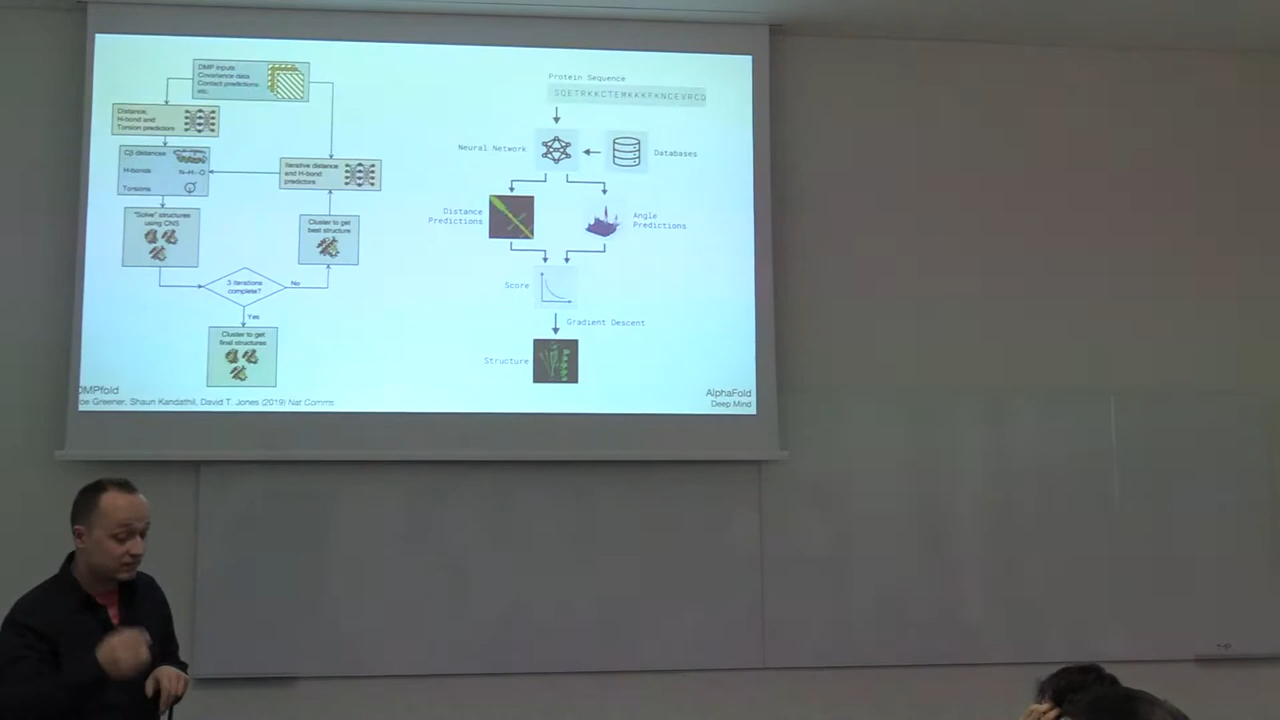 DMP inputs
Covariance data
Contact predictions
etc.
Distance,
H-bond and
Torsion predictors
Cβ distances
H-bonds
N–H···O
Torsions
Iterative distance
and H-bond
predictors
"Solve" structures
using CNS
Cluster to get
best structure
3 iterations
complete?
No
Yes
Cluster to get
final structures
DMPfold
oe Greener, Shaun Kandathil, David T. Jones (2019) Nat Comms
Protein Sequence
SQETRKKCTEMKKKFKNCEVRCD
Neural Network
Databases
Distance
Predictions
Angle
Predictions
Score
Gradient Descent
Structure
AlphaFold
Deep Mind